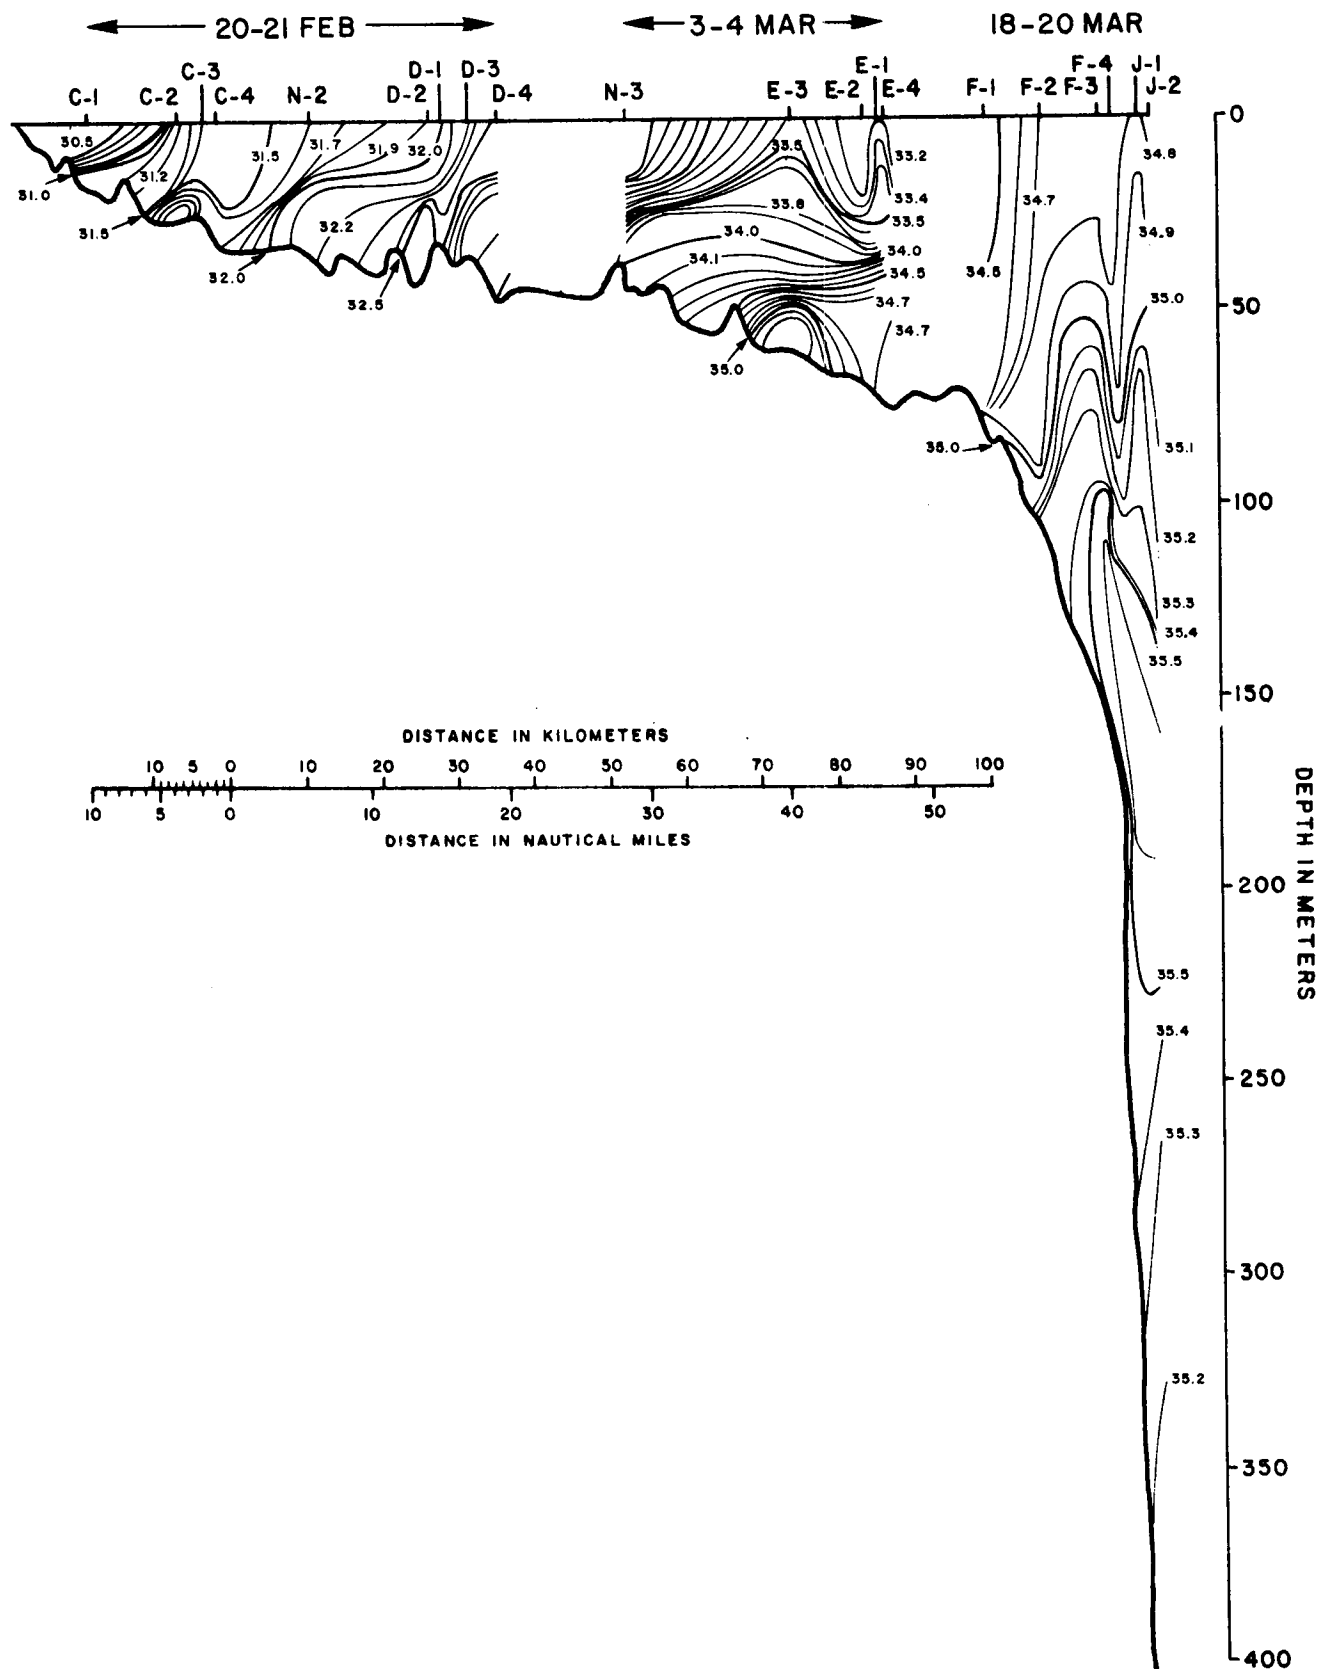 20-21 FEB 3-4 MAR 18-20 MAR
C-3 D-1 D-3 E-1 F-4 J-1
C-1 C-2 C-4 N-2 D-2 D-4 N-3 E-3 E-2 E-4 F-1 F-2 F-3 J-2
0
30.5 31.5 31.7 31.9 32.0 33.5 33.2 34.8
31.0 31.2 33.4 34.7
31.5 32.2 33.8 33.5 34.9
34.0 34.0
32.0 34.1 34.5 34.5
32.5 34.7 35.0 50
34.7
35.0
35.0 35.1
100
35.2
35.3
35.4
35.5
150
DISTANCE IN KILOMETERS
10 5 0 10 20 30 40 50 60 70 80 90 100
10 5 0 10 20 30 40 50
DISTANCE IN NAUTICAL MILES
DEPTH IN METERS
200
35.5
35.4
250
35.3
300
35.2
350
400